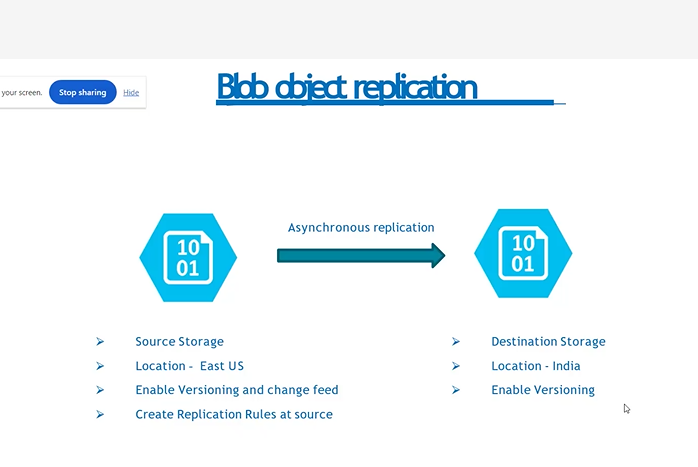 Blob object replication
your screen. Stop sharing Hide
Asynchronous replication
10
01
10
01
Source Storage
Location - East US
Enable Versioning and change feed
Create Replication Rules at source
Destination Storage
Location - India
Enable Versioning